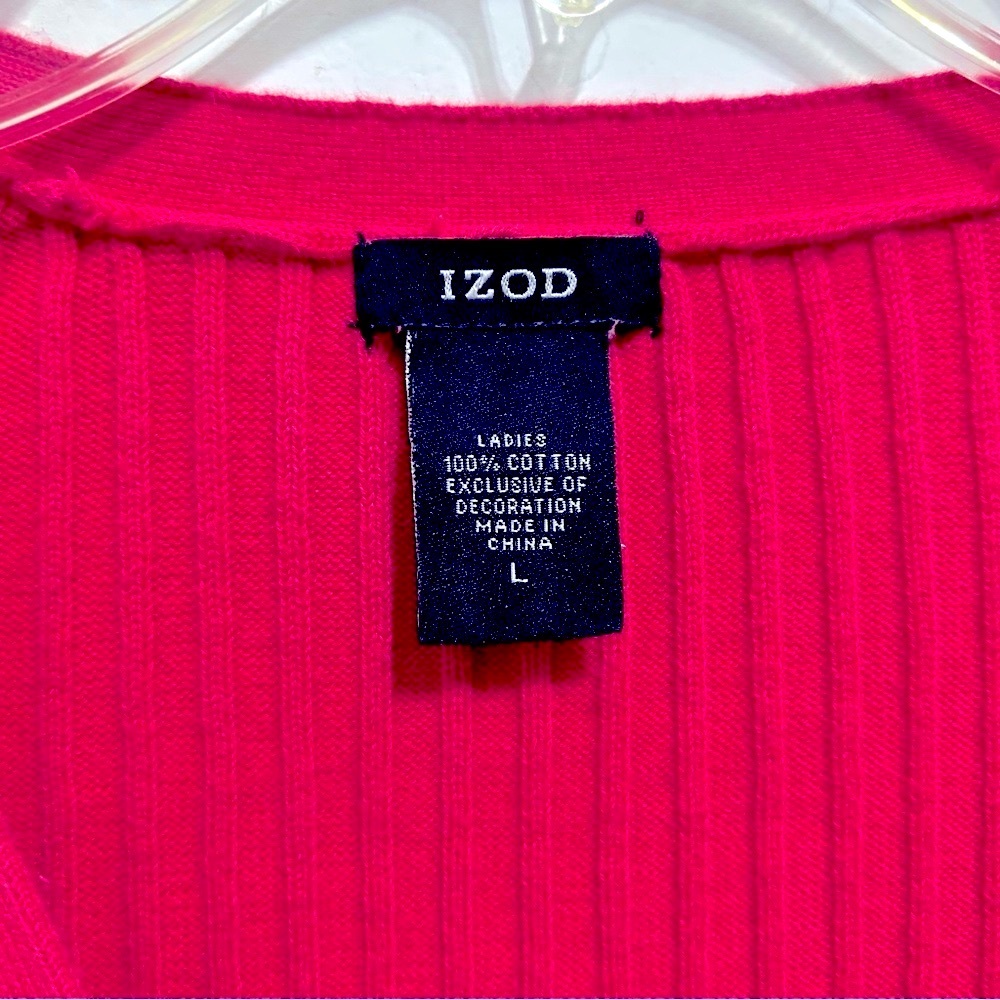 IZOD
LADIES
100% COTTON
EXCLUSIVE OF
DECORATION
MADE IN
CHINA
L